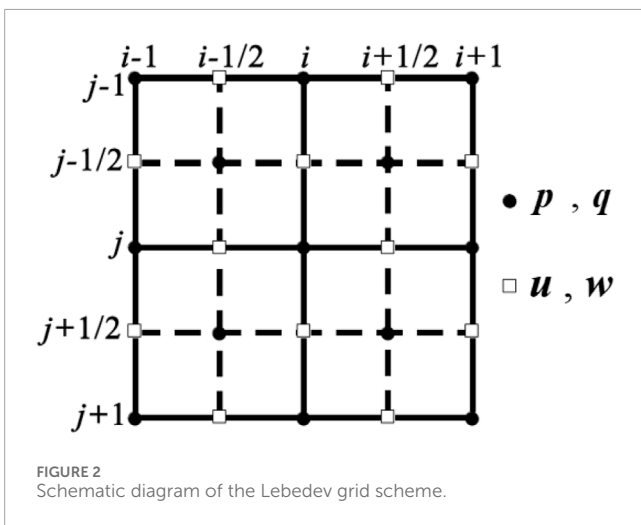 i-1 i-1/2 i i+1/2 i+1
j-1
j-1/2
p , q
j
u , w
j+1/2
j+1
FIGURE 2
Schematic diagram of the Lebedev grid scheme.